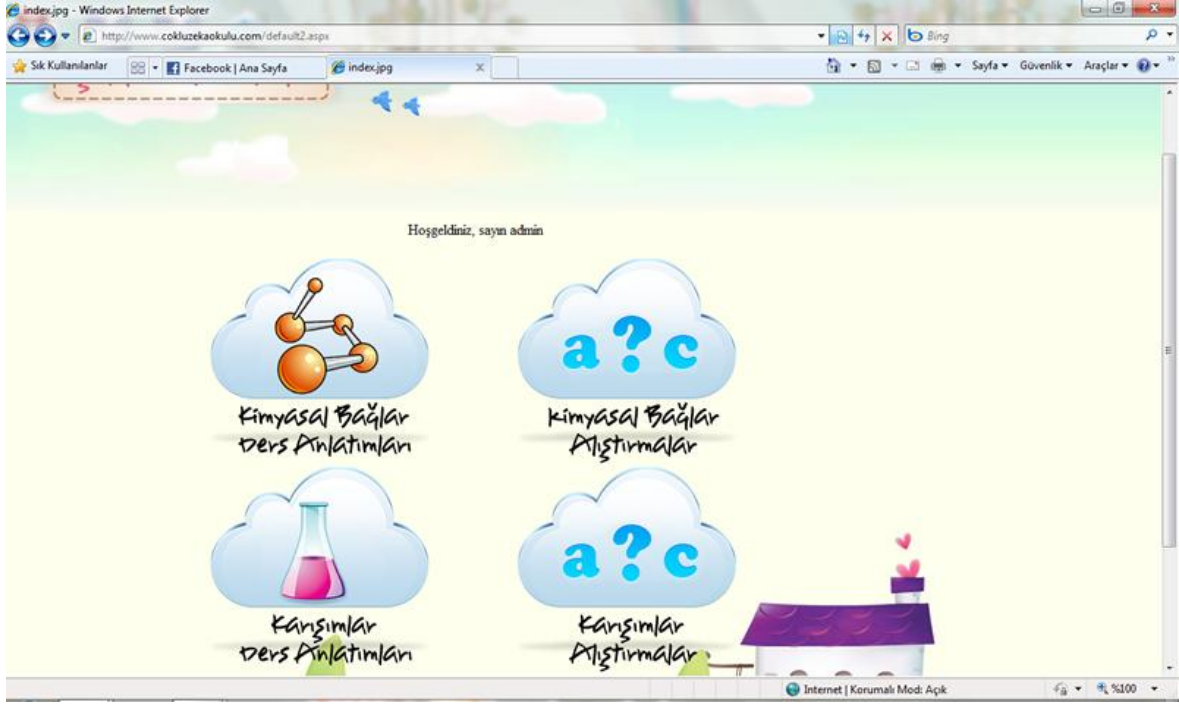 index.jpg - Windows Internet Explorer
http://www.cokluzekaokulu.com/default2.aspx
Bing
Sık Kullanılanlar
Facebook | Ana Sayfa
index.jpg
Sayfa
Güvenlik
Araçlar
Hoşgeldiniz, sayın admin
a?c
Kimyasal Bağlar
Ders Anlatımları
Kimyasal Bağlar
Alıştırmalar
a?c
Karışımlar
Ders Anlatımları
Karışımlar
Alıştırmalar
Internet | Korumalı Mod: Açık
%100